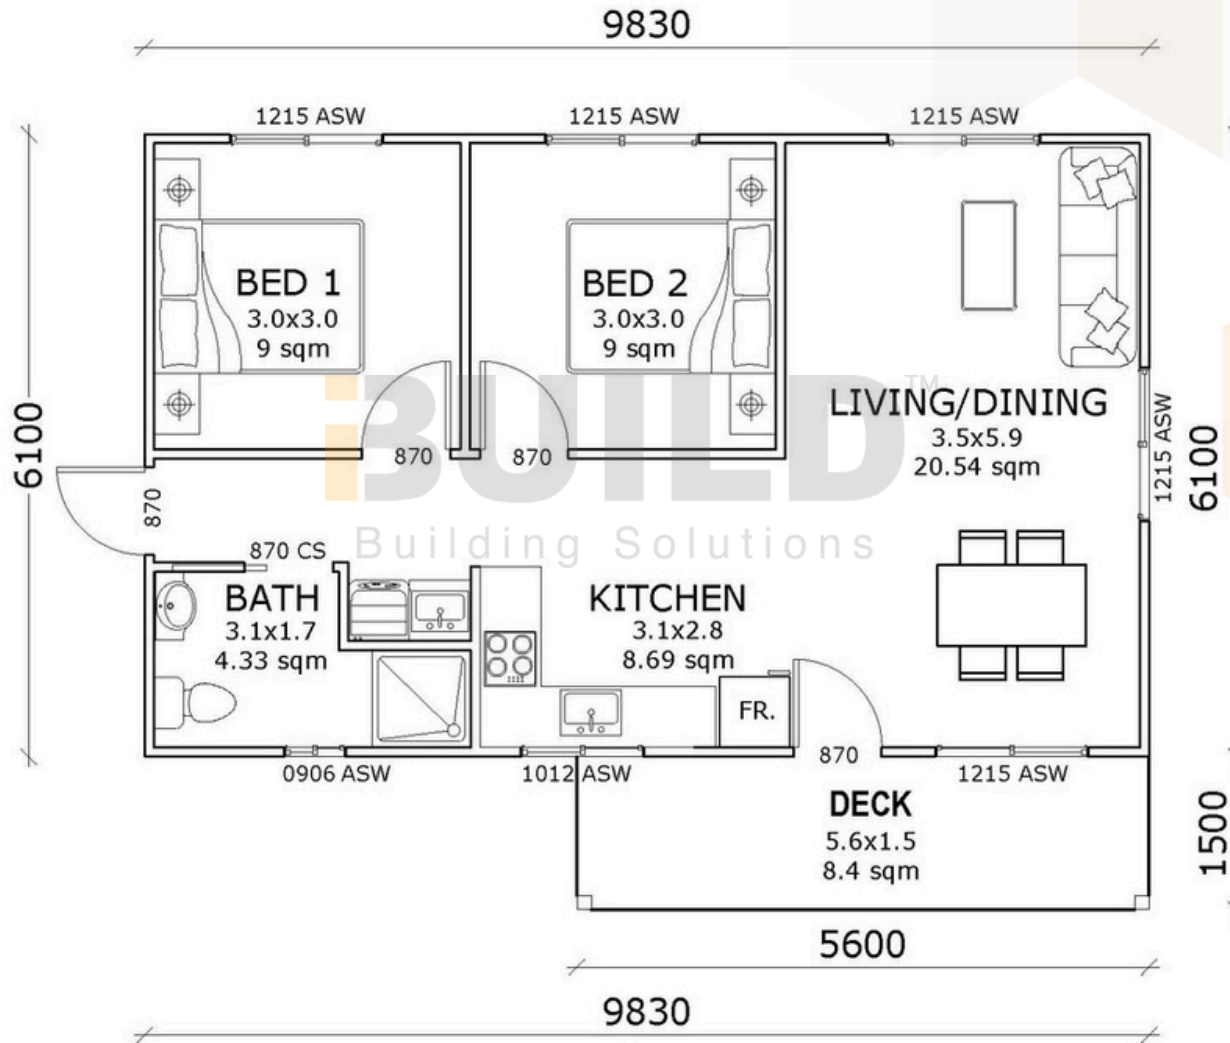 9830
1215 ASW
1215 ASW
1215 ASW
BED 1
3.0x3.0
9 sqm
BED 2
3.0x3.0
9 sqm
LIVING/DINING
3.5x5.9
20.54 sqm
1215 ASW
6100
6100
870
870
870
iBUILD™
Building Solutions
870 CS
BATH
3.1x1.7
4.33 sqm
KITCHEN
3.1x2.8
8.69 sqm
FR.
870
0906 ASW
1012 ASW
1215 ASW
DECK
5.6x1.5
8.4 sqm
1500
5600
9830